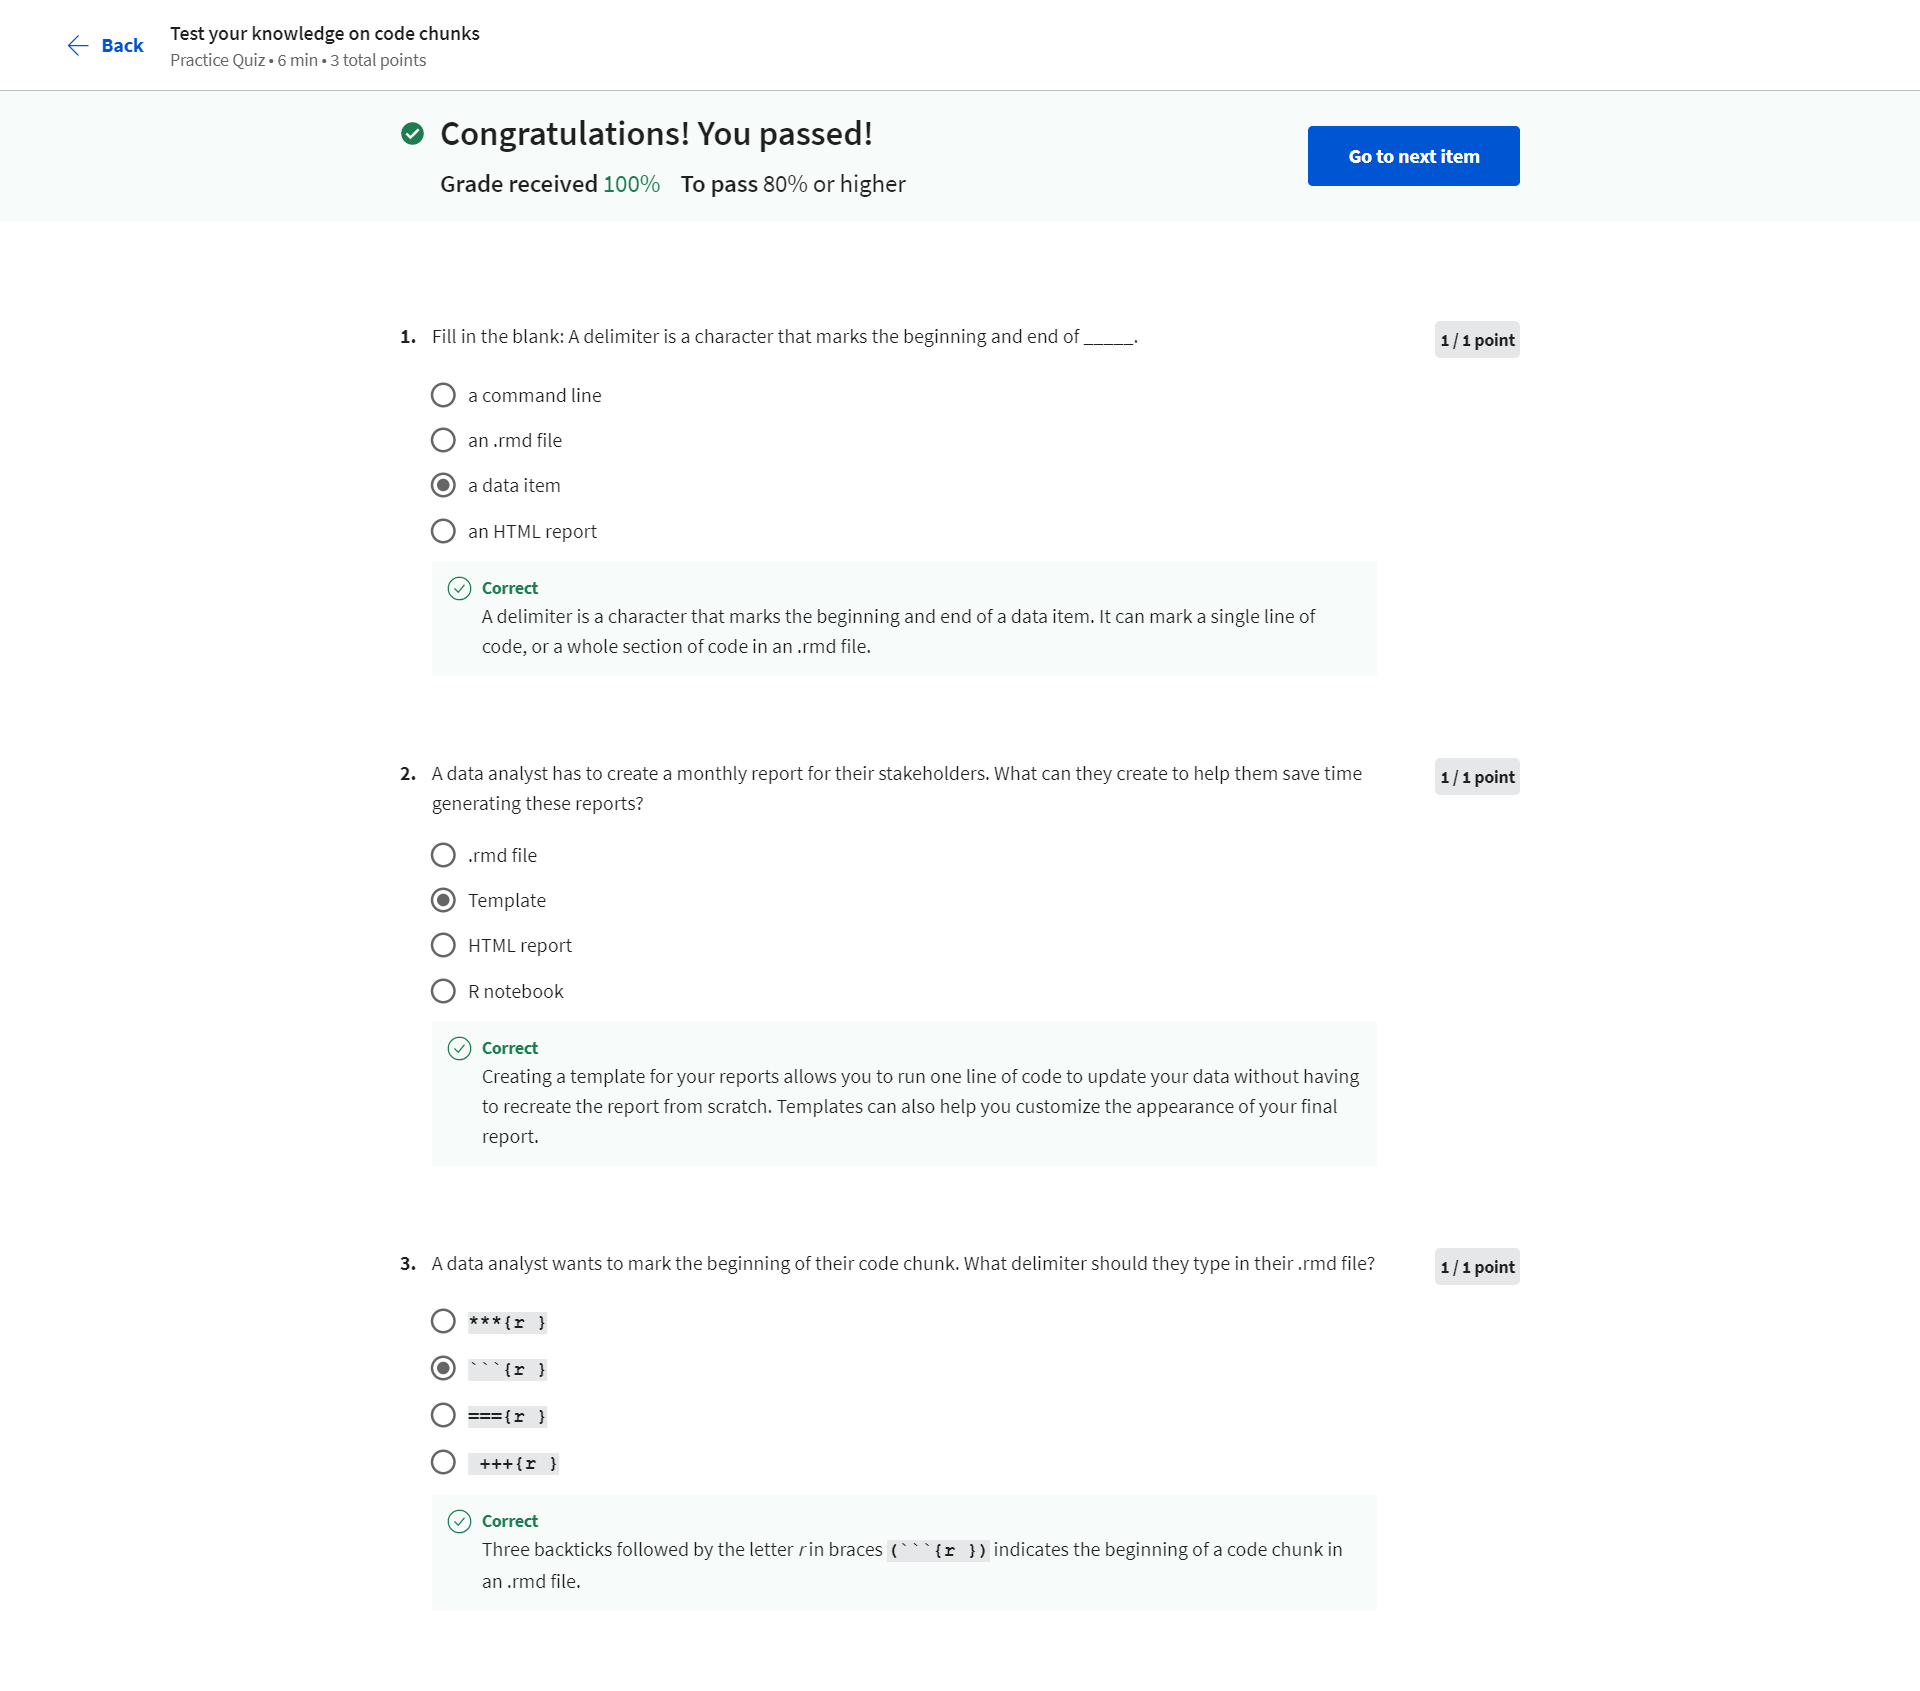 Back
Test your knowledge on code chunks
Practice Quiz • 6 min • 3 total points
Congratulations! You passed!
Grade received 100% To pass 80% or higher
Go to next item
1. Fill in the blank: A delimiter is a character that marks the beginning and end of _____.
1 / 1 point
a command line
an .rmd file
a data item
an HTML report
Correct
A delimiter is a character that marks the beginning and end of a data item. It can mark a single line of
code, or a whole section of code in an .rmd file.
2. A data analyst has to create a monthly report for their stakeholders. What can they create to help them save time
generating these reports?
1 / 1 point
.rmd file
Template
HTML report
R notebook
Correct
Creating a template for your reports allows you to run one line of code to update your data without having
to recreate the report from scratch. Templates can also help you customize the appearance of your final
report.
3. A data analyst wants to mark the beginning of their code chunk. What delimiter should they type in their .rmd file?
1 / 1 point
***{r }
```{r }
==={r }
+++{r }
Correct
Three backticks followed by the letter r in braces (```{r }) indicates the beginning of a code chunk in
an .rmd file.